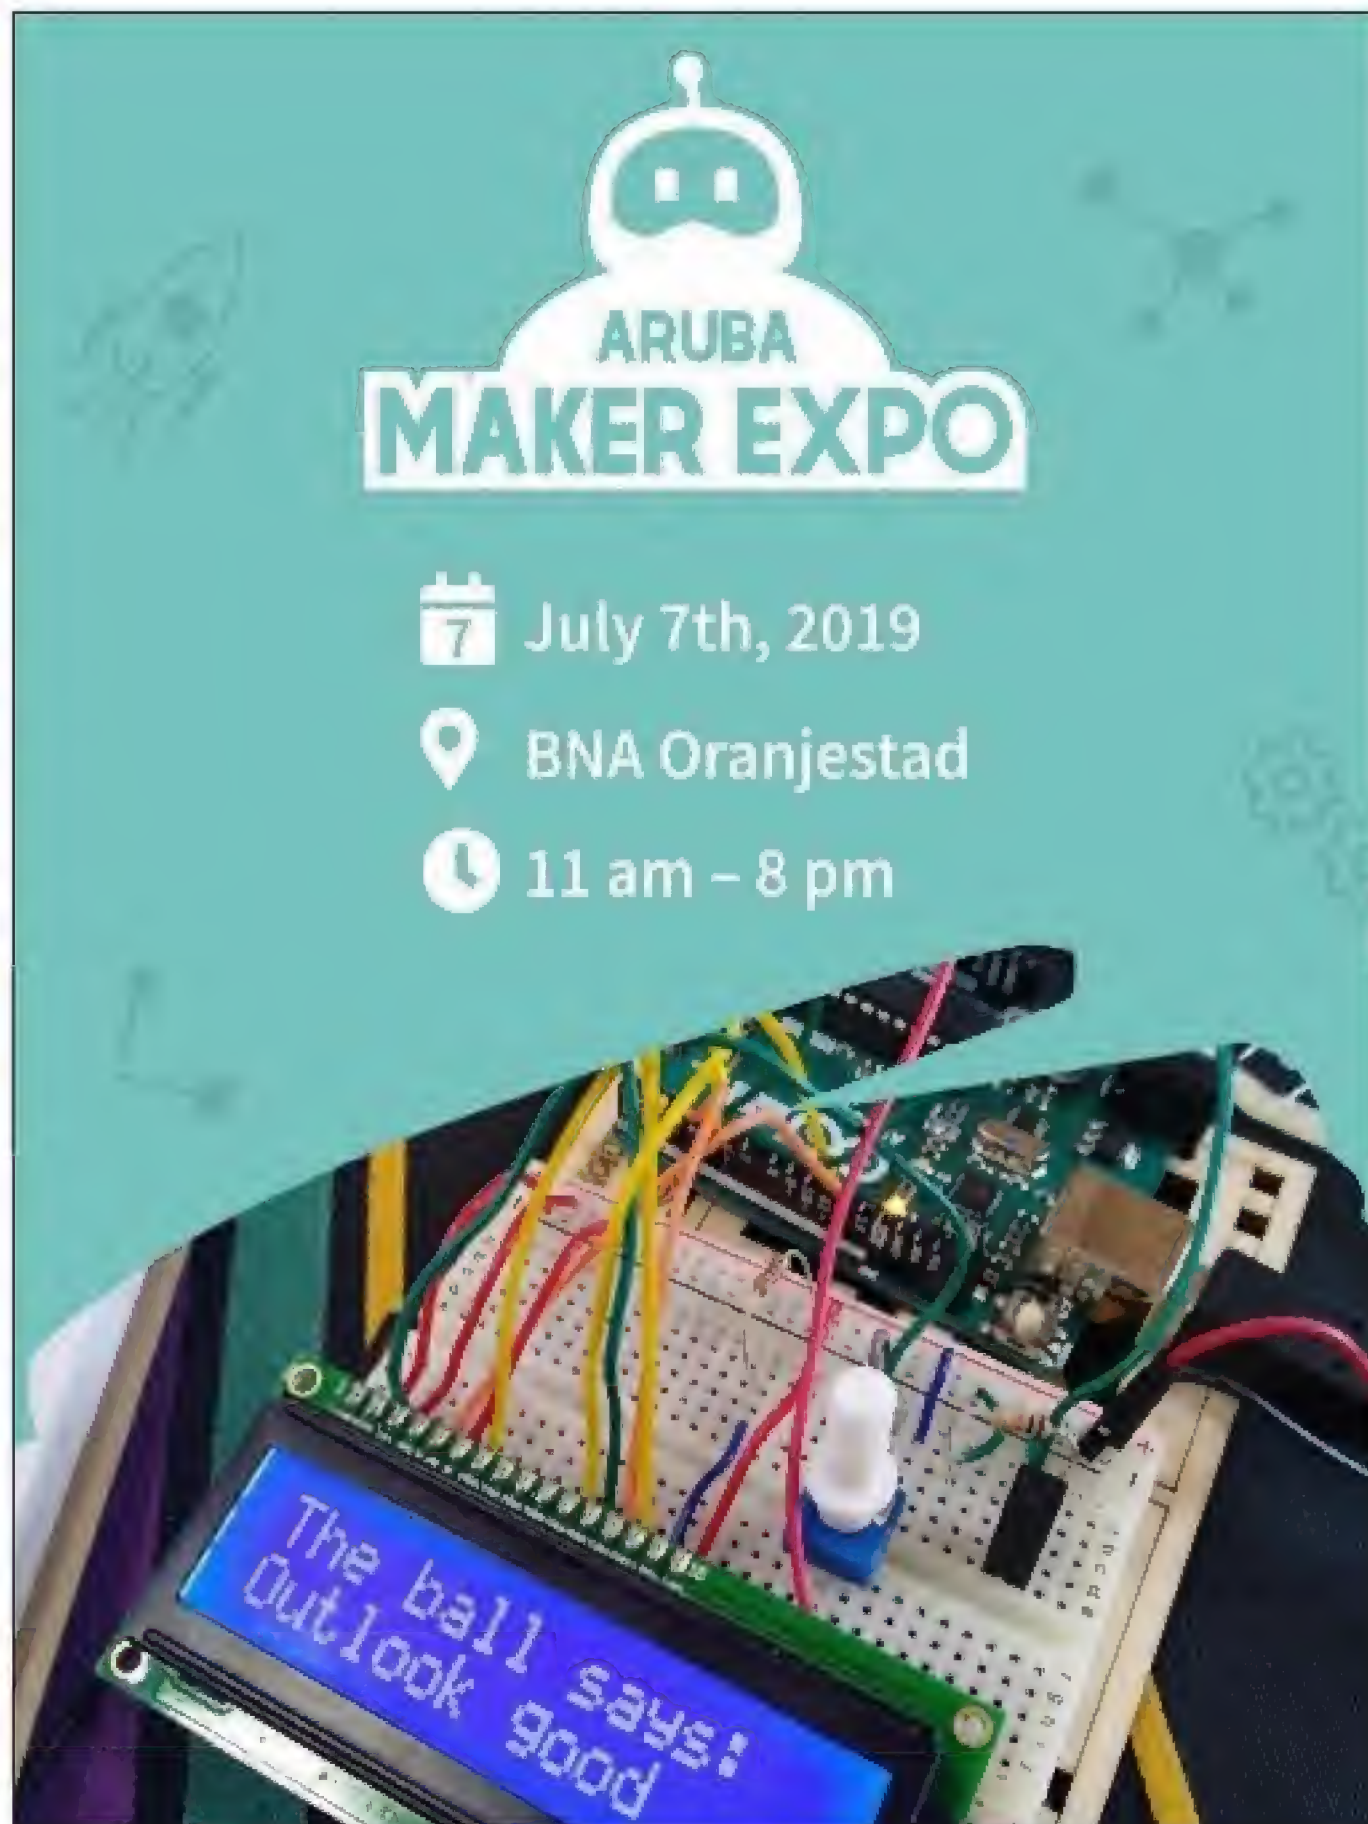 ARUBA
MAKER EXPO
7
July 7th, 2019
BNA Oranjestad
11 am – 8 pm
The ball says:
Outlook good